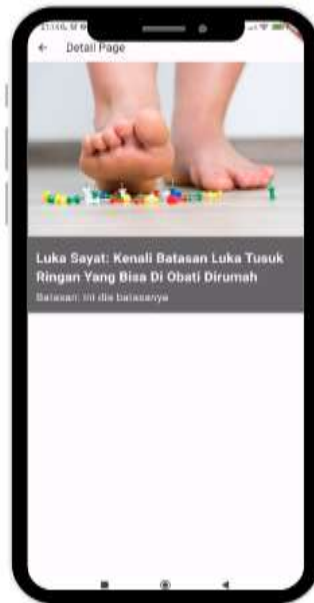 Detail Page
Luka Sayat: Kenali Batasan Luka Tusuk
Ringan Yang Bisa Di Obati Dirumah
Batasan: Ini dia batasanya